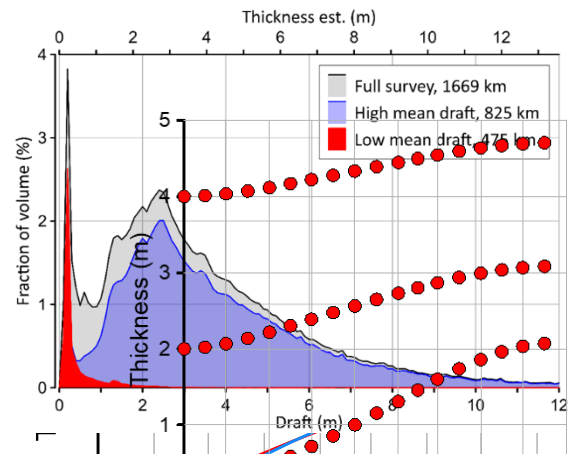 Thickness est. (m)
0 2 4 6 8 10 12
4
Full survey, 1669 km
High mean draft, 825 km
Low mean draft, 475 km
5
3
4
Fraction of volume (%)
2
Thickness (m)
3
1
2
0
0 2 4 6 8 10 12
Draft (m)
1